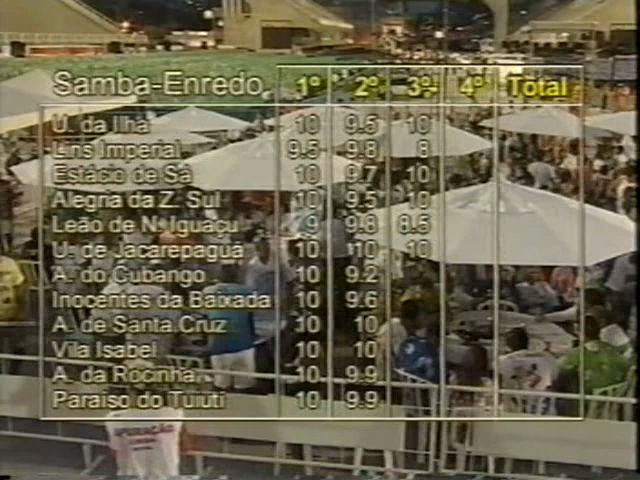 Samba-Enredo 1º 2º 3º 4º Total
U. da Ilha 10 9.5 10
Lins Imperial 9.5 9.8 8
Estácio de Sá 10 9.7 10
Alegria da Z. Sul 10 9.5 10
Leão de N. Iguaçu 9 9.8 8.5
U. de Jacarepaguá 10 10 10
A. do Cubango 10 9.2
Inocentes da Baixada 10 9.6
A. de Santa Cruz 10 10
Vila Isabel 10 10
A. da Rocinha 10 9.9
Paraíso do Tuiuti 10 9.9
OPERAÇÃO